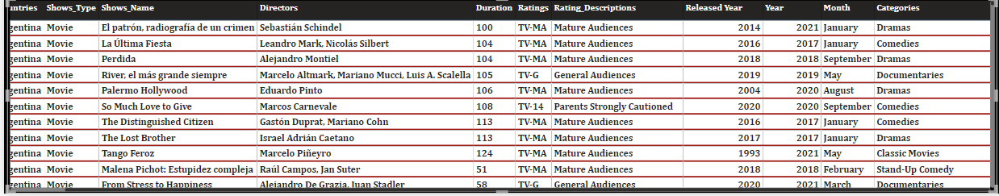 ntries Shows_Type Shows_Name Directors Duration Ratings Rating_Descriptions Released Year Year Month Categories
gentina Movie El patrón, radiografía de un crimen Sebastián Schindel 100 TV-MA Mature Audiences 2014 2021 January Dramas
gentina Movie La Última Fiesta Leandro Mark, Nicolás Silbert 104 TV-MA Mature Audiences 2016 2017 January Comedies
gentina Movie Perdida Alejandro Montiel 104 TV-MA Mature Audiences 2018 2018 September Dramas
gentina Movie River, el más grande siempre Marcelo Altmark, Mariano Mucci, Luis A. Scalella 105 TV-G General Audiences 2019 2019 May Documentaries
gentina Movie Palermo Hollywood Eduardo Pinto 106 TV-MA Mature Audiences 2004 2020 August Dramas
gentina Movie So Much Love to Give Marcos Carnevale 108 TV-14 Parents Strongly Cautioned 2020 2020 September Comedies
gentina Movie The Distinguished Citizen Gastón Duprat, Mariano Cohn 113 TV-MA Mature Audiences 2016 2017 January Comedies
gentina Movie The Lost Brother Israel Adrián Caetano 113 TV-MA Mature Audiences 2017 2017 January Dramas
gentina Movie Tango Feroz Marcelo Piñeyro 124 TV-MA Mature Audiences 1993 2021 May Classic Movies
gentina Movie Malena Pichot: Estupidez compleja Raúl Campos, Jan Suter 51 TV-MA Mature Audiences 2018 2018 February Stand-Up Comedy
gentina Movie From Stress to Happiness Alejandro De Grazia, Juan Stadler 58 TV-G General Audiences 2020 2021 March Documentaries